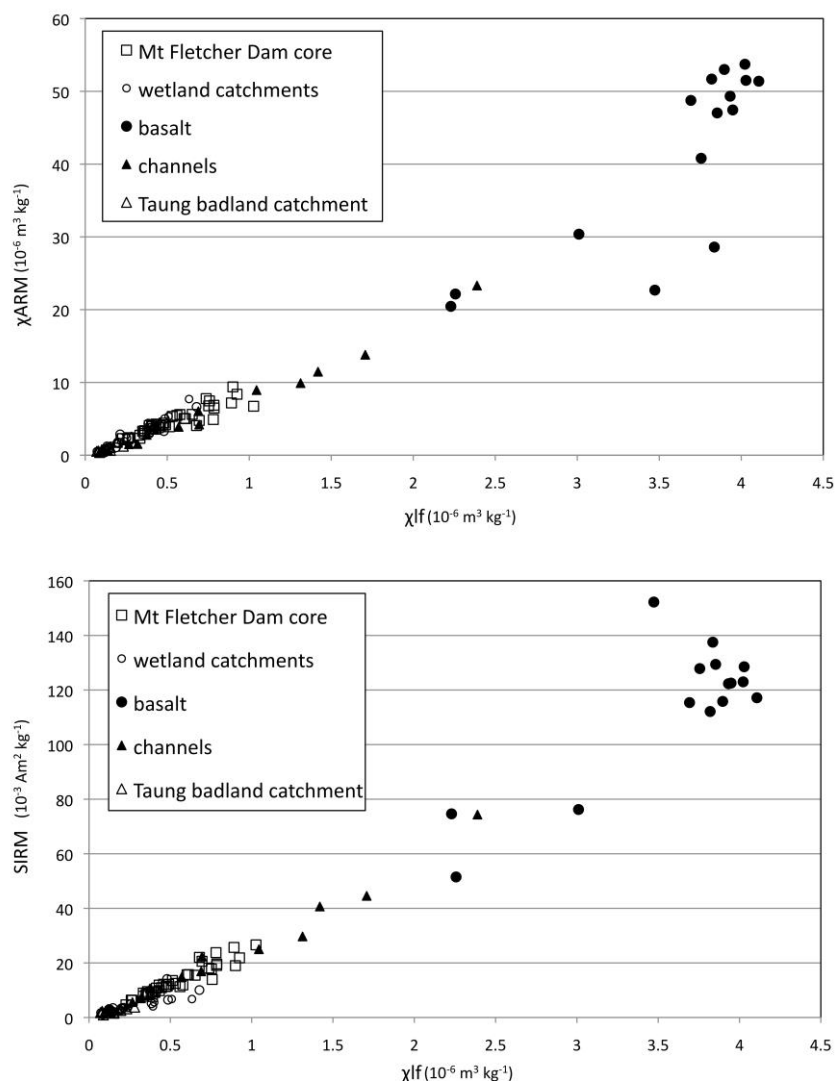 60
50
40
30
20
10
0
χARM (10⁻⁶ m³ kg⁻¹)
□ Mt Fletcher Dam core
○ wetland catchments
● basalt
▲ channels
△ Taung badland catchment
0 0.5 1 1.5 2 2.5 3 3.5 4 4.5
χlf (10⁻⁶ m³ kg⁻¹)
160
140
120
100
80
60
40
20
0
SIRM (10⁻³ Am² kg⁻¹)
□ Mt Fletcher Dam core
○ wetland catchments
● basalt
▲ channels
△ Taung badland catchment
0 0.5 1 1.5 2 2.5 3 3.5 4 4.5
χlf (10⁻⁶ m³ kg⁻¹)